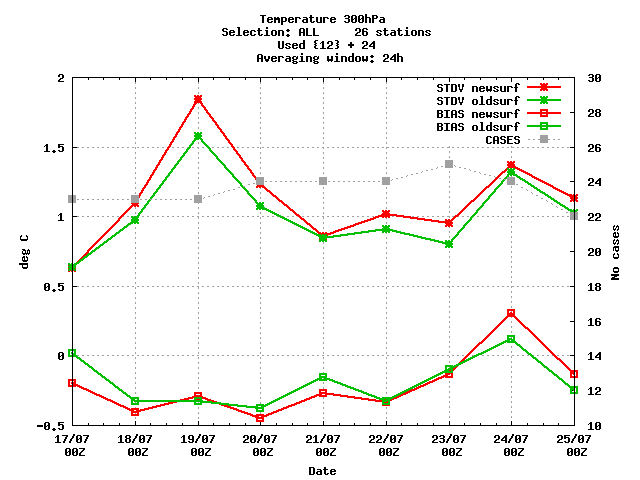 Temperature 300hPa
Selection: ALL     26 stations
Used {12} + 24
Averaging window: 24h
2
1.5
1
0.5
0
-0.5
deg C
30
28
26
24
22
20
18
16
14
12
10
No cases
STDV newsurf
STDV oldsurf
BIAS newsurf
BIAS oldsurf
CASES
17/07 18/07 19/07 20/07 21/07 22/07 23/07 24/07 25/07
00Z 00Z 00Z 00Z 00Z 00Z 00Z 00Z 00Z
Date